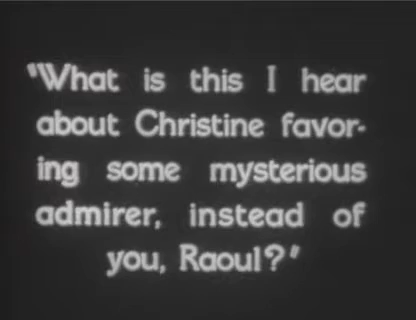 "What is this I hear
about Christine favor-
ing some mysterious
admirer, instead of
you, Raoul?"